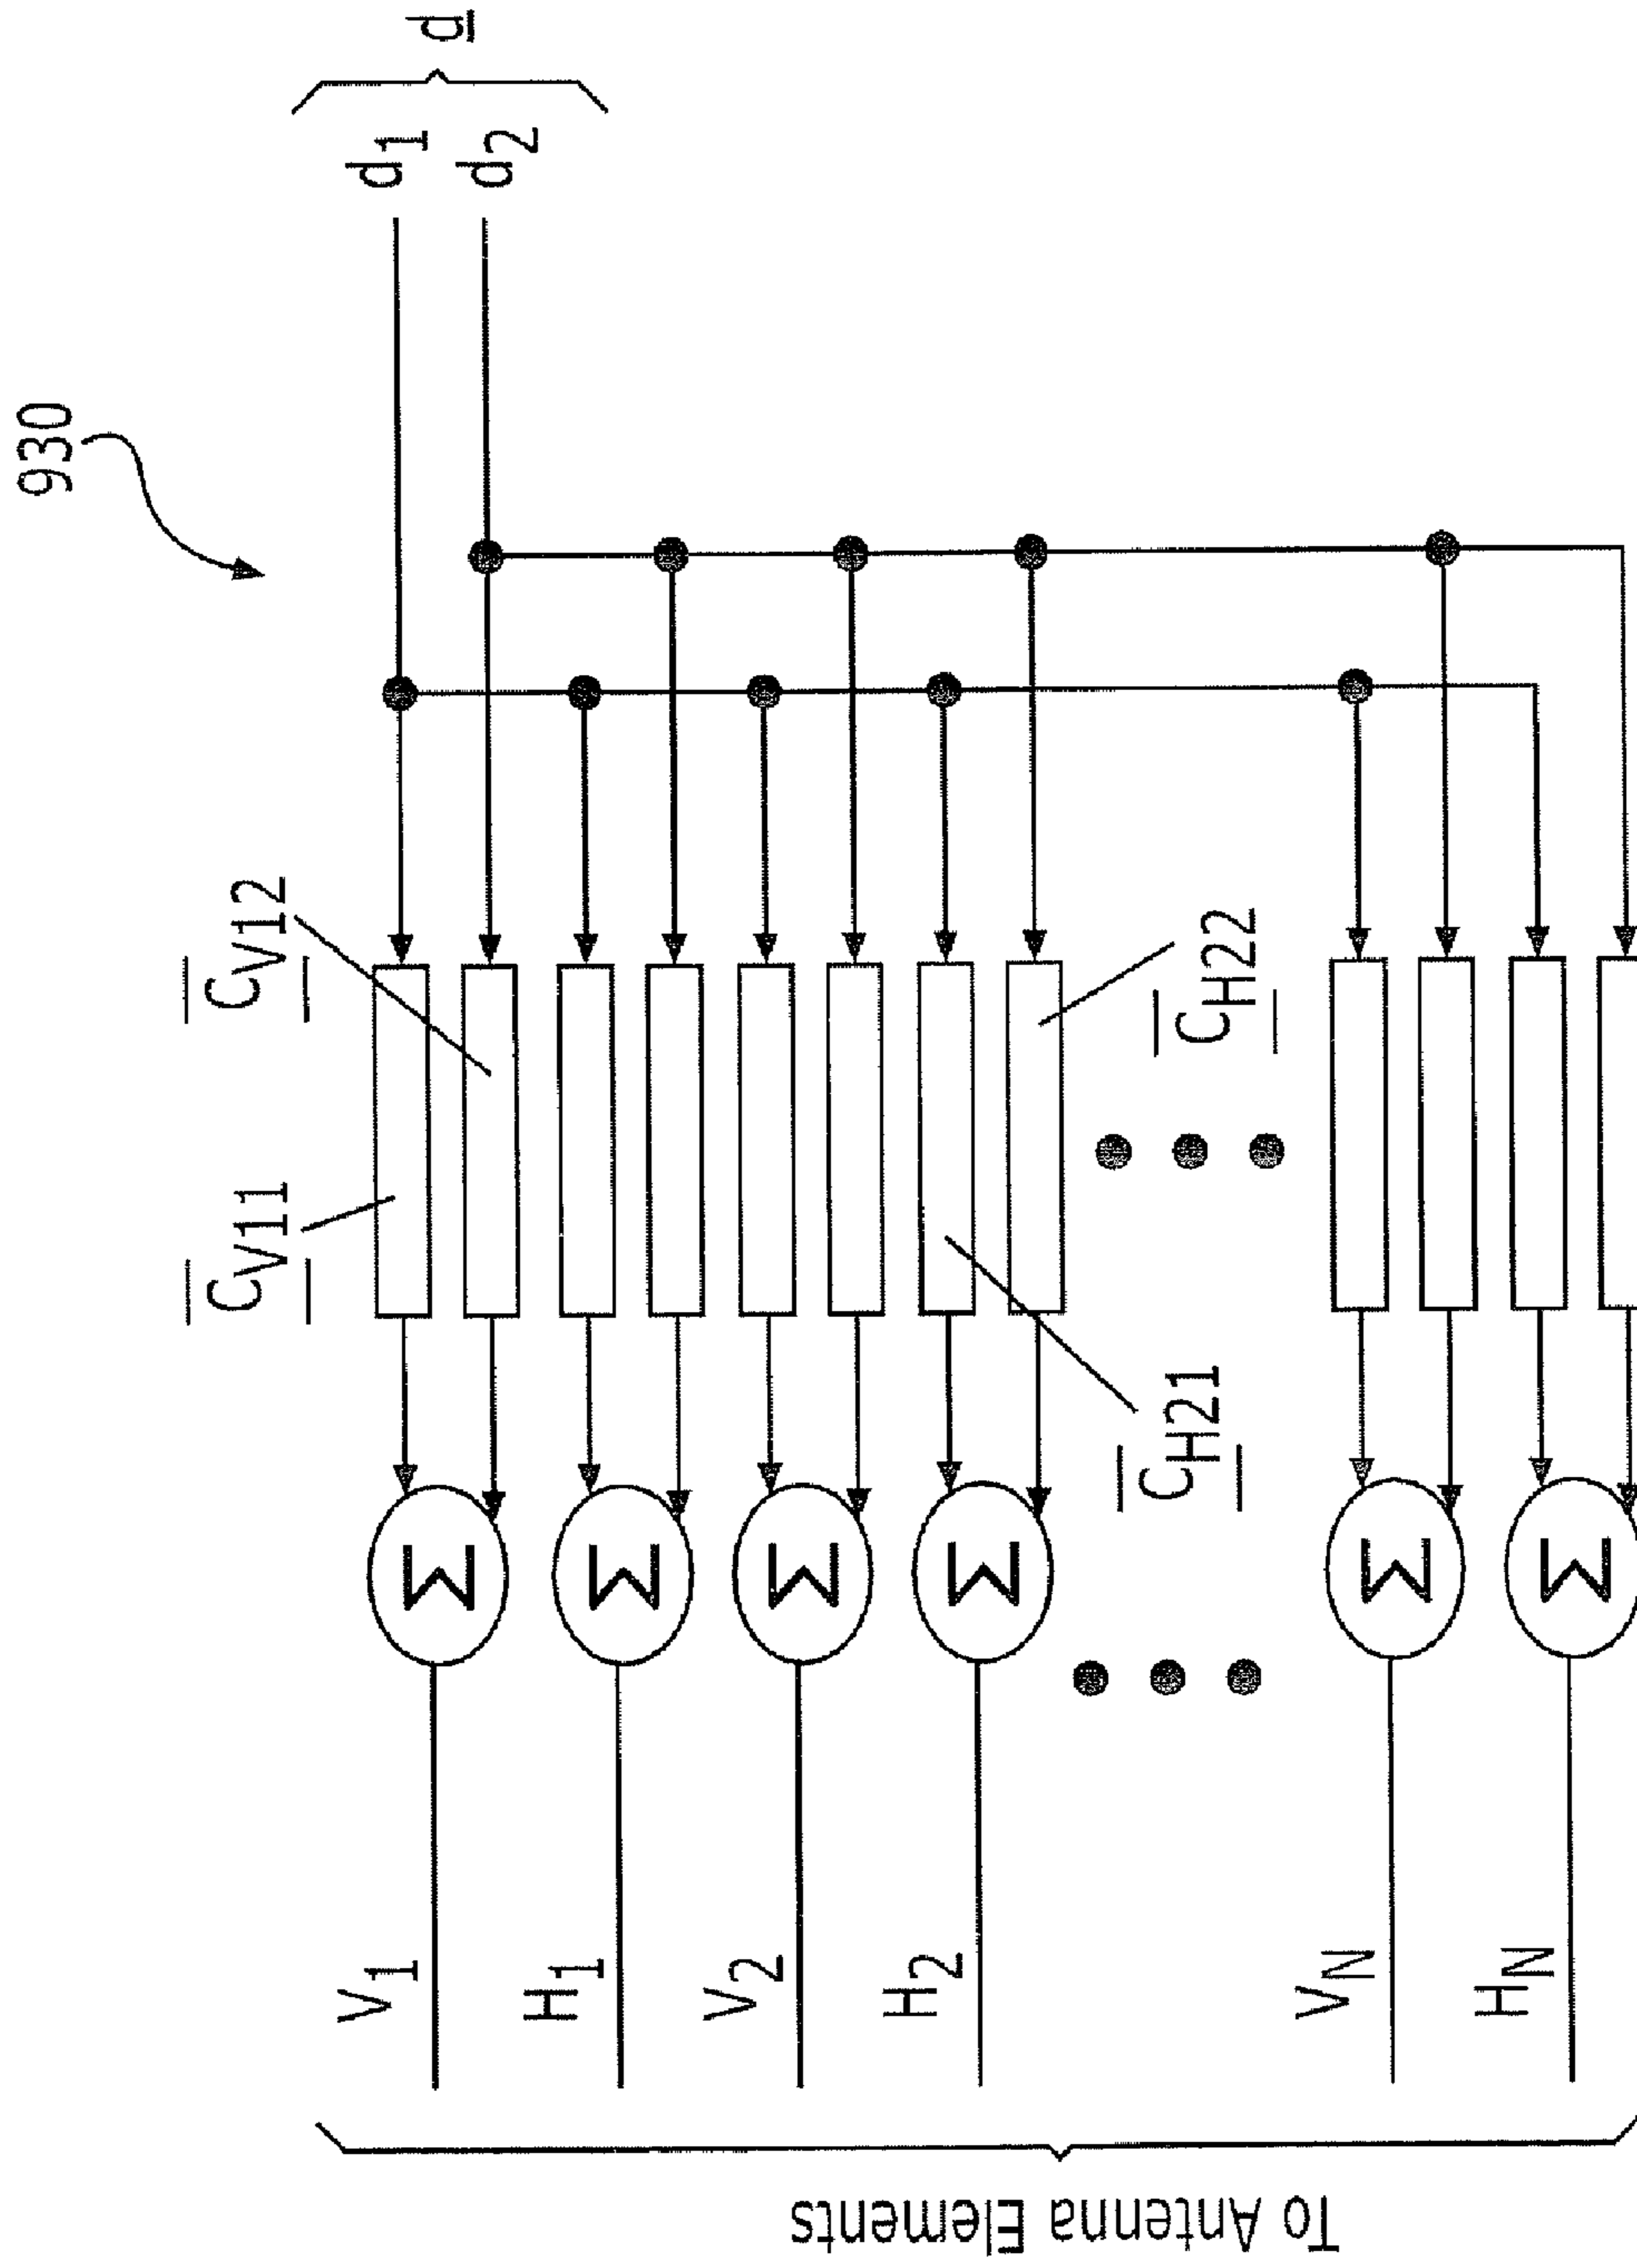 930
d
d1
d2
CV11
CV12
CH21
CH22
Σ
Σ
Σ
Σ
Σ
Σ
V1
H1
V2
H2
VN
HN
To Antenna Elements